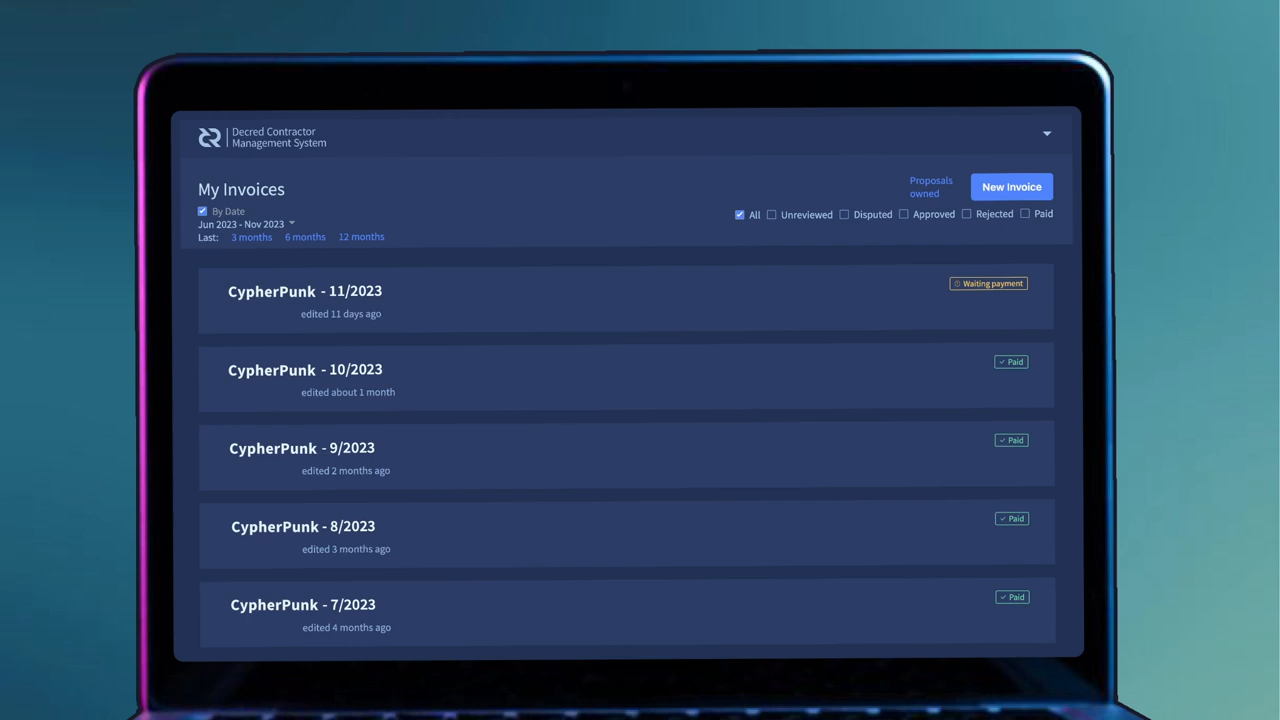 Decred Contractor
Management System
My Invoices
Proposals
owned
New Invoice
By Date
All Unreviewed Disputed Approved Rejected Paid
Jun 2023 - Nov 2023
Last: 3 months 6 months 12 months
CypherPunk - 11/2023
Waiting payment
edited 11 days ago
CypherPunk - 10/2023
Paid
edited about 1 month
CypherPunk - 9/2023
Paid
edited 2 months ago
CypherPunk - 8/2023
Paid
edited 3 months ago
CypherPunk - 7/2023
Paid
edited 4 months ago